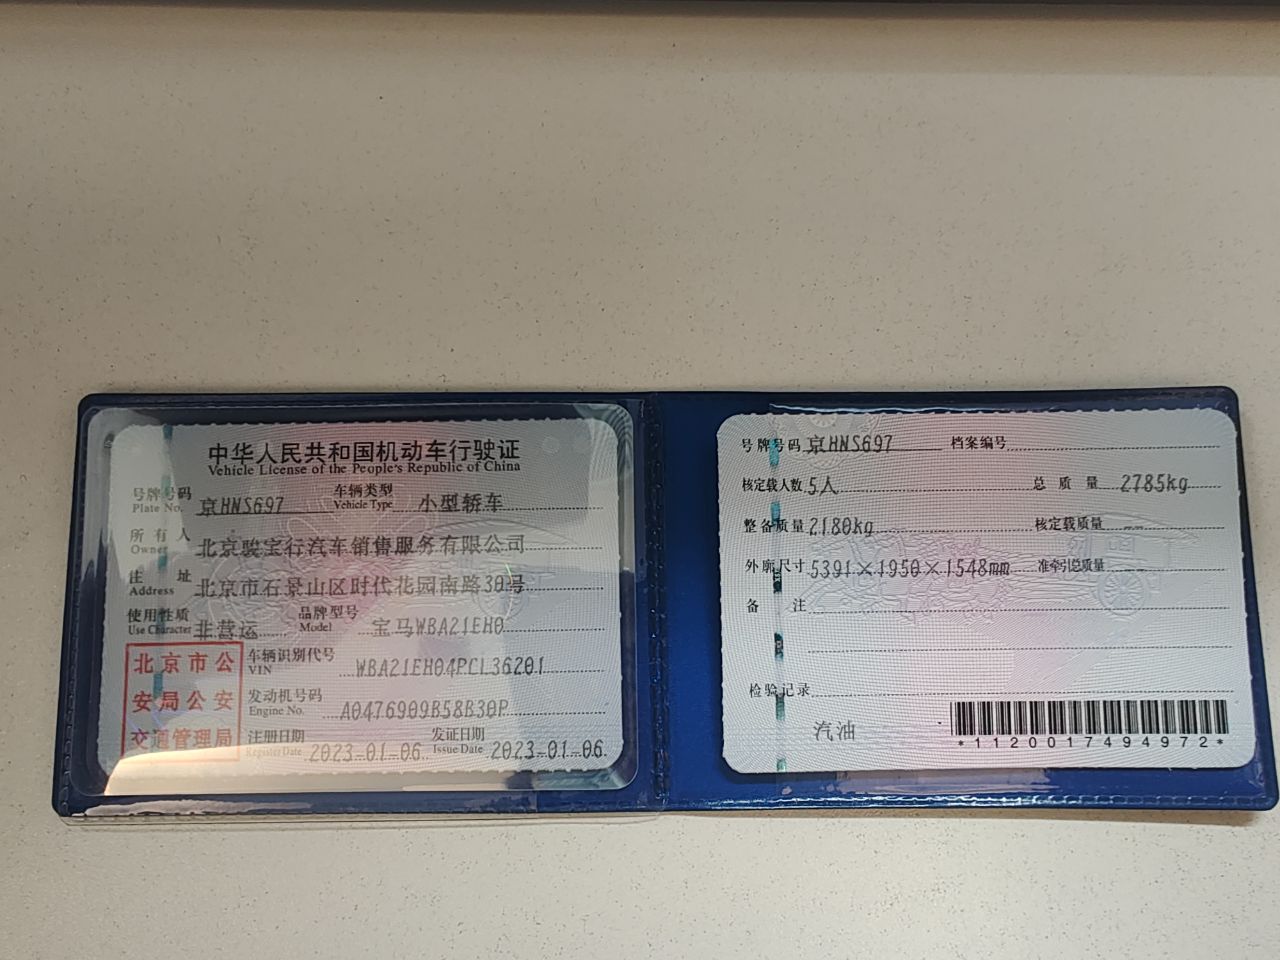 中华人民共和国机动车行驶证
Vehicle License of the People's Republic of China
号牌号码 京HNS697 车辆类型 小型轿车
Plate No. Vehicle Type
所有人 北京骏宝行汽车销售服务有限公司
Owner
住址 北京市石景山区时代花园南路30号
Address
使用性质 非营运 品牌型号 宝马WBA21EH0
Use Character Model
北京市公安局公安交通管理局
车辆识别代号 WBA21EH04PCL36201
VIN
发动机号码 A0476909B58B30P
Engine No.
注册日期 2023-01-06 发证日期 2023-01-06
Register Date Issue Date
号牌号码 京HNS697 档案编号
核定载人数 5人 总质量 2785kg
整备质量 2180kg 核定载质量 --
外廓尺寸 5391×1950×1548mm 准牵引总质量
备注
检验记录
汽油
*1120017494972*